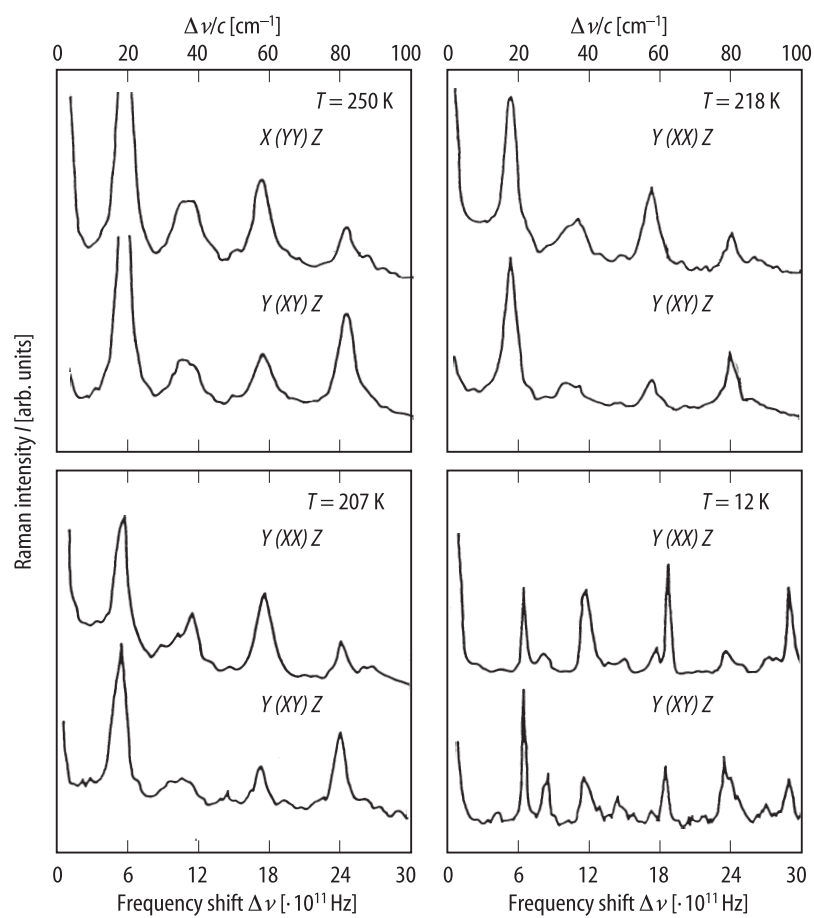 Δν/c [cm⁻¹]
Δν/c [cm⁻¹]
0 20 40 60 80 100
0 20 40 60 80 100
T = 250 K
X (YY) Z
Y (XY) Z
T = 218 K
Y (XX) Z
Y (XY) Z
Raman intensity / [arb. units]
T = 207 K
Y (XX) Z
Y (XY) Z
T = 12 K
Y (XX) Z
Y (XY) Z
0 6 12 18 24 30
0 6 12 18 24 30
Frequency shift Δν [· 10¹¹ Hz]
Frequency shift Δν [· 10¹¹ Hz]